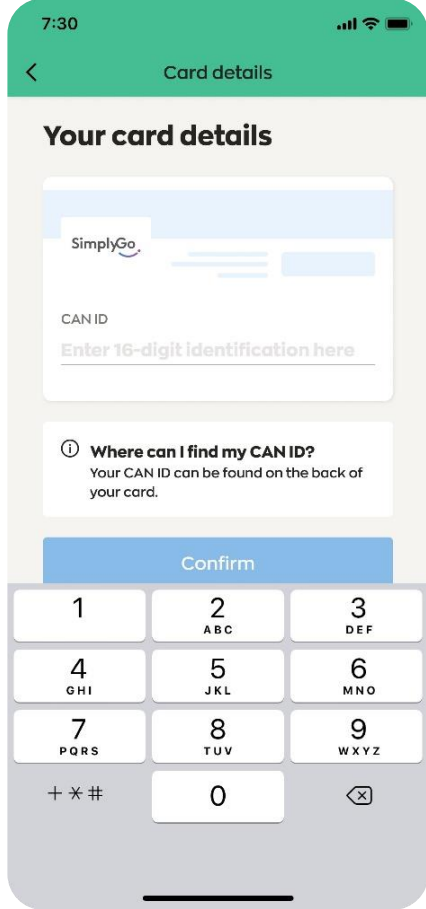 7:30
Card details
Your card details
SimplyGo
CAN ID
Enter 16-digit identification here
Where can I find my CAN ID?
Your CAN ID can be found on the back of
your card.
Confirm
1
2
ABC
3
DEF
4
GHI
5
JKL
6
MNO
7
PQRS
8
TUV
9
WXYZ
+*#
0